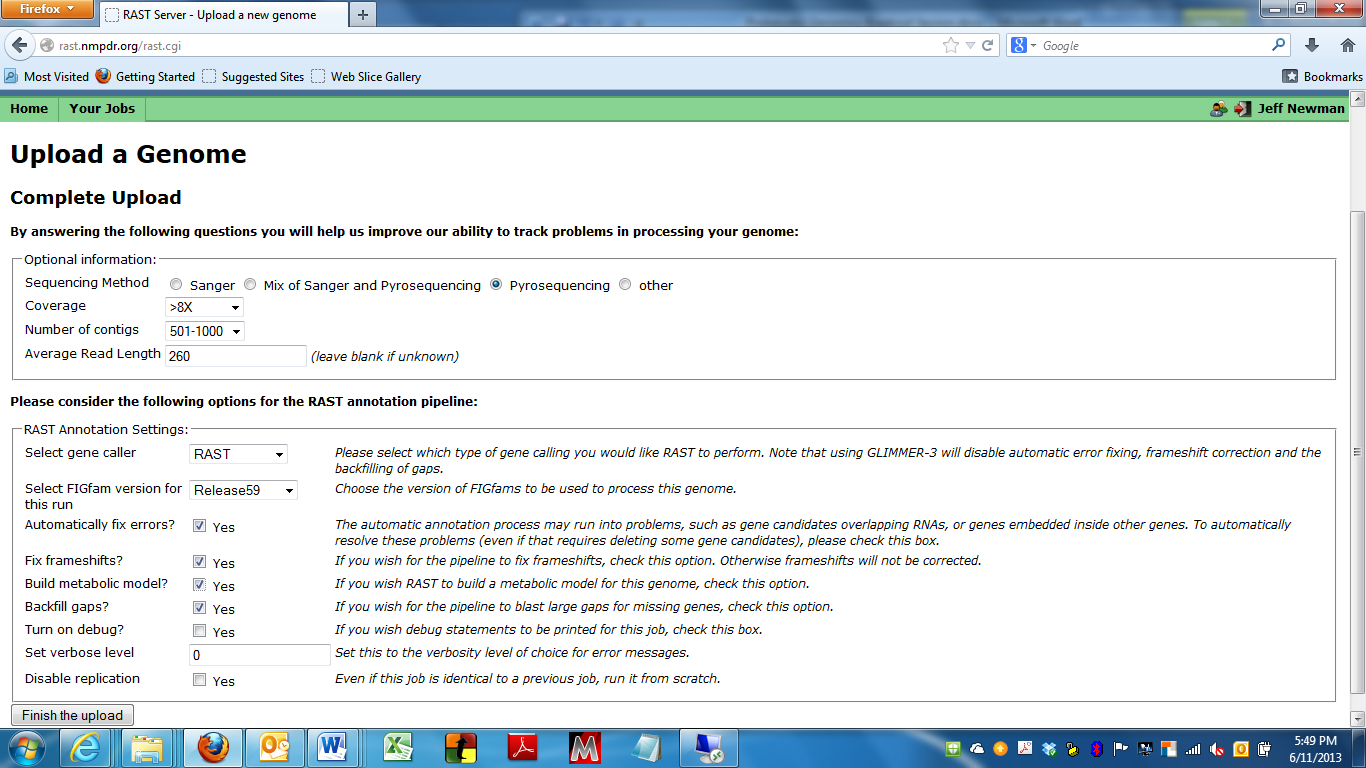 Firefox
RAST Server - Upload a new genome
rast.nmpdr.org/rast.cgi
Google
Most Visited Getting Started Suggested Sites Web Slice Gallery Bookmarks
Home Your Jobs Jeff Newman
Upload a Genome
Complete Upload
By answering the following questions you will help us improve our ability to track problems in processing your genome:
Optional information:
Sequencing Method Sanger Mix of Sanger and Pyrosequencing Pyrosequencing other
Coverage >8X
Number of contigs 501-1000
Average Read Length 260 (leave blank if unknown)
Please consider the following options for the RAST annotation pipeline:
RAST Annotation Settings:
Select gene caller RAST Please select which type of gene calling you would like RAST to perform. Note that using GLIMMER-3 will disable automatic error fixing, frameshift correction and the
backfilling of gaps.
Select FIGfam version for Release59 Choose the version of FIGfams to be used to process this genome.
this run
Automatically fix errors? Yes The automatic annotation process may run into problems, such as gene candidates overlapping RNAs, or genes embedded inside other genes. To automatically
resolve these problems (even if that requires deleting some gene candidates), please check this box.
Fix frameshifts? Yes If you wish for the pipeline to fix frameshifts, check this option. Otherwise frameshifts will not be corrected.
Build metabolic model? Yes If you wish RAST to build a metabolic model for this genome, check this option.
Backfill gaps? Yes If you wish for the pipeline to blast large gaps for missing genes, check this option.
Turn on debug? Yes If you wish debug statements to be printed for this job, check this box.
Set verbose level 0 Set this to the verbosity level of choice for error messages.
Disable replication Yes Even if this job is identical to a previous job, run it from scratch.
Finish the upload
5:49 PM
6/11/2013